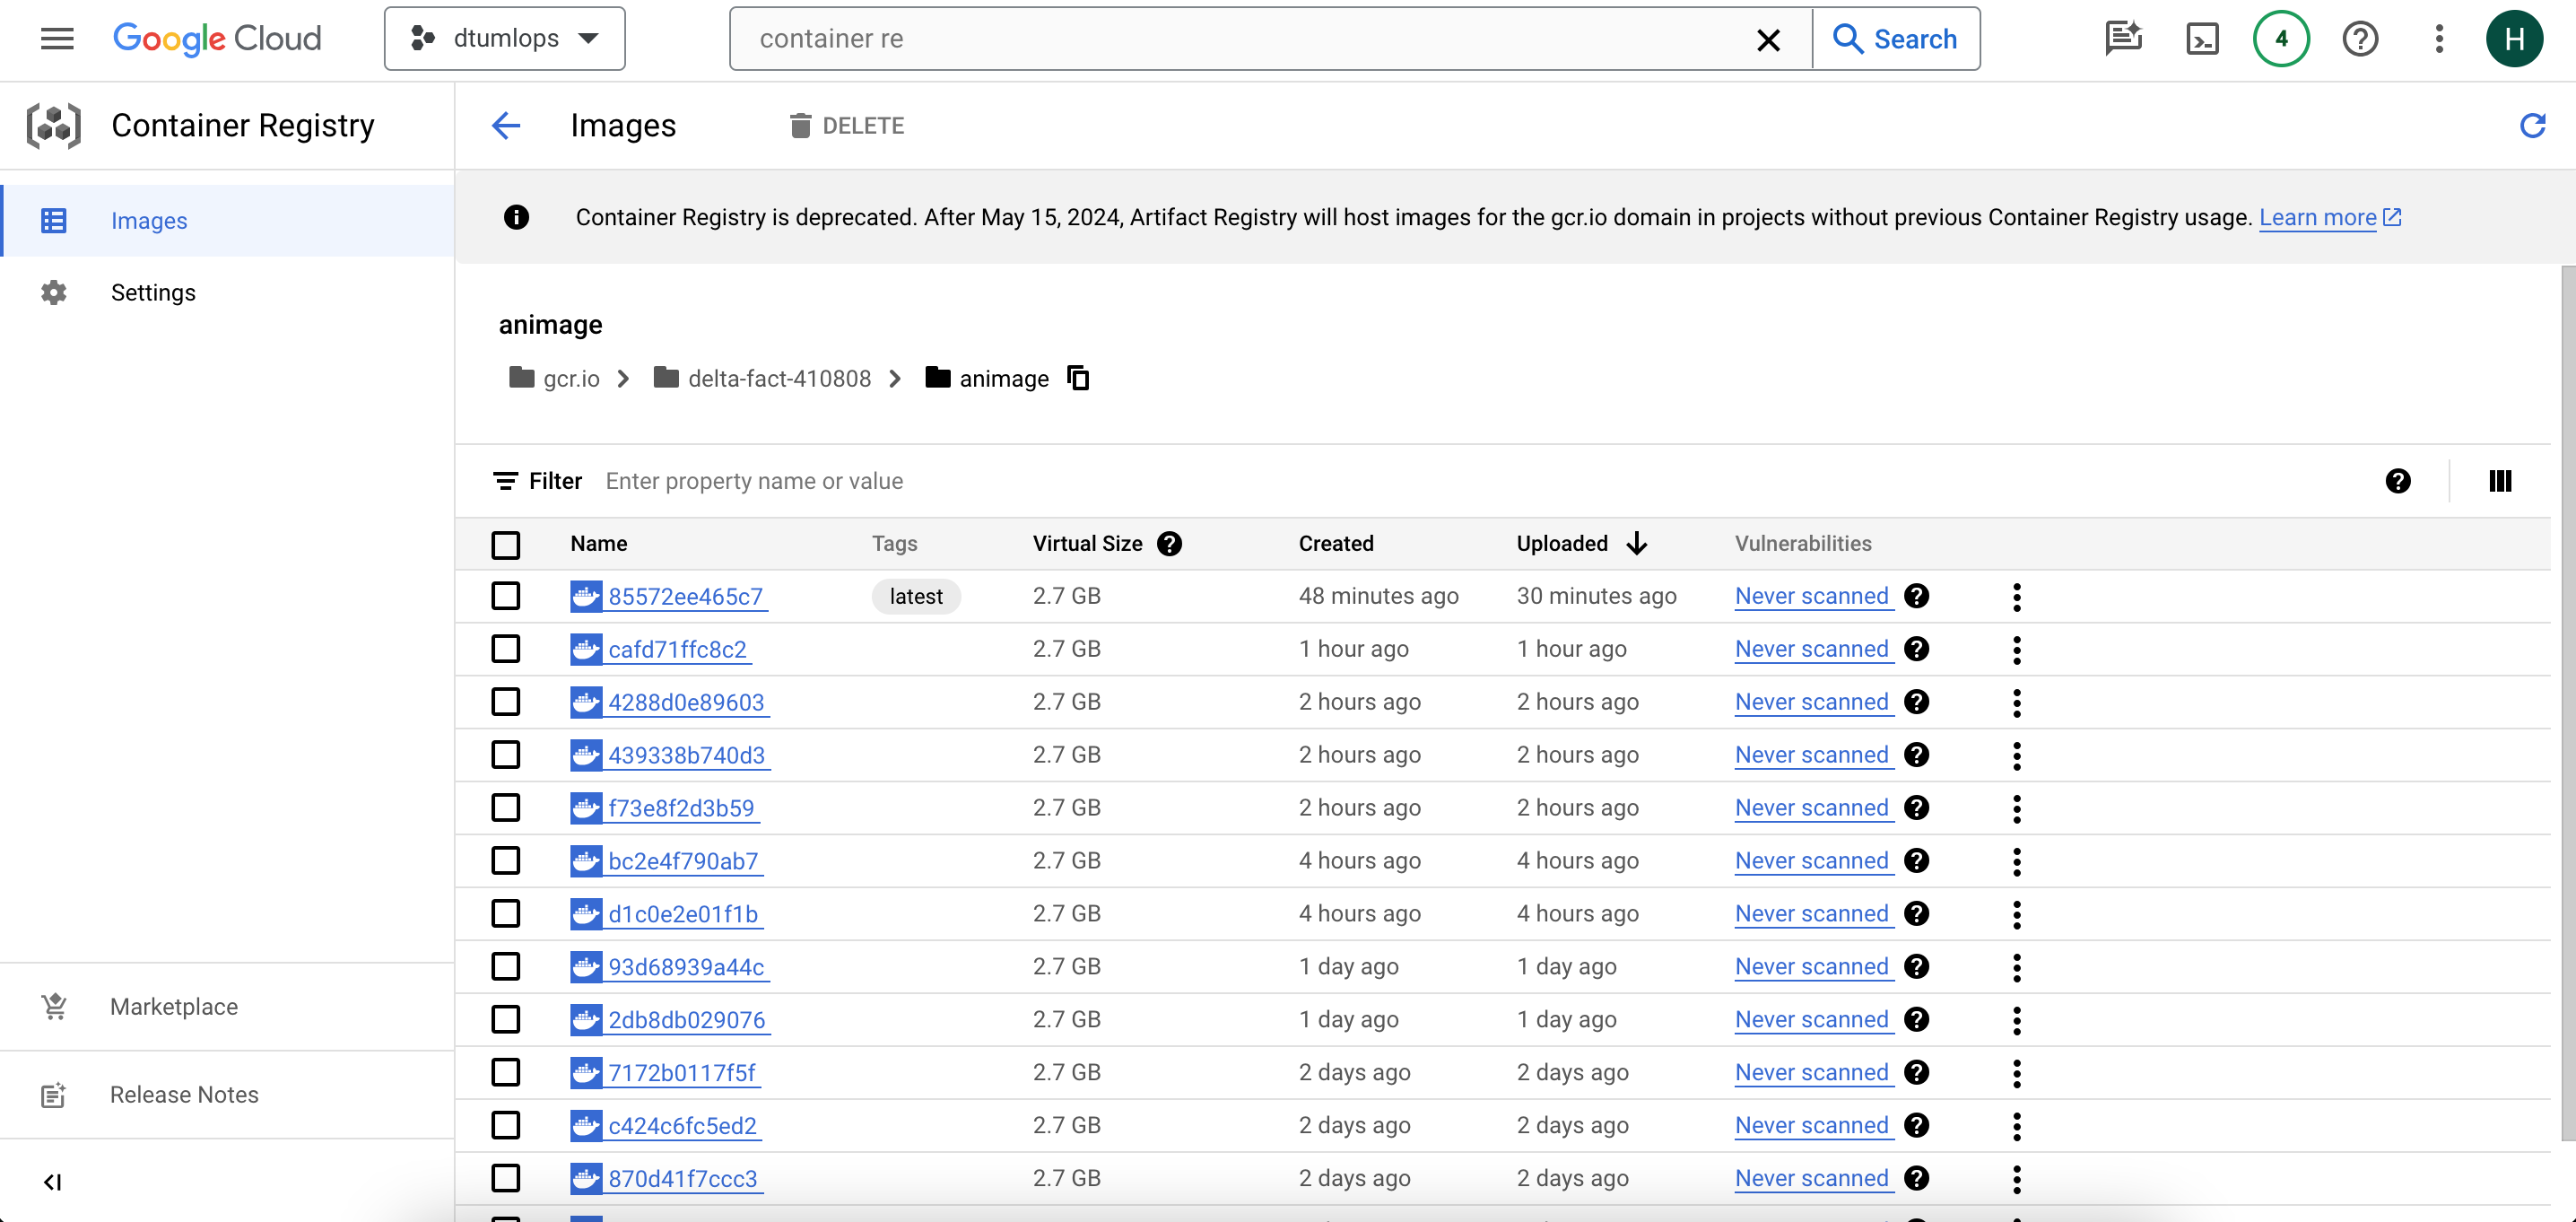 Google Cloud
dtumlops
container re
Search
4
H
Container Registry
Images
DELETE
Images
Settings
Container Registry is deprecated. After May 15, 2024, Artifact Registry will host images for the gcr.io domain in projects without previous Container Registry usage. Learn more
animage
gcr.io
delta-fact-410808
animage
Filter Enter property name or value
Name Tags Virtual Size Created Uploaded Vulnerabilities
85572ee465c7 latest 2.7 GB 48 minutes ago 30 minutes ago Never scanned
cafd71ffc8c2 2.7 GB 1 hour ago 1 hour ago Never scanned
4288d0e89603 2.7 GB 2 hours ago 2 hours ago Never scanned
439338b740d3 2.7 GB 2 hours ago 2 hours ago Never scanned
f73e8f2d3b59 2.7 GB 2 hours ago 2 hours ago Never scanned
bc2e4f790ab7 2.7 GB 4 hours ago 4 hours ago Never scanned
d1c0e2e01f1b 2.7 GB 4 hours ago 4 hours ago Never scanned
93d68939a44c 2.7 GB 1 day ago 1 day ago Never scanned
2db8db029076 2.7 GB 1 day ago 1 day ago Never scanned
7172b0117f5f 2.7 GB 2 days ago 2 days ago Never scanned
c424c6fc5ed2 2.7 GB 2 days ago 2 days ago Never scanned
870d41f7ccc3 2.7 GB 2 days ago 2 days ago Never scanned
Marketplace
Release Notes